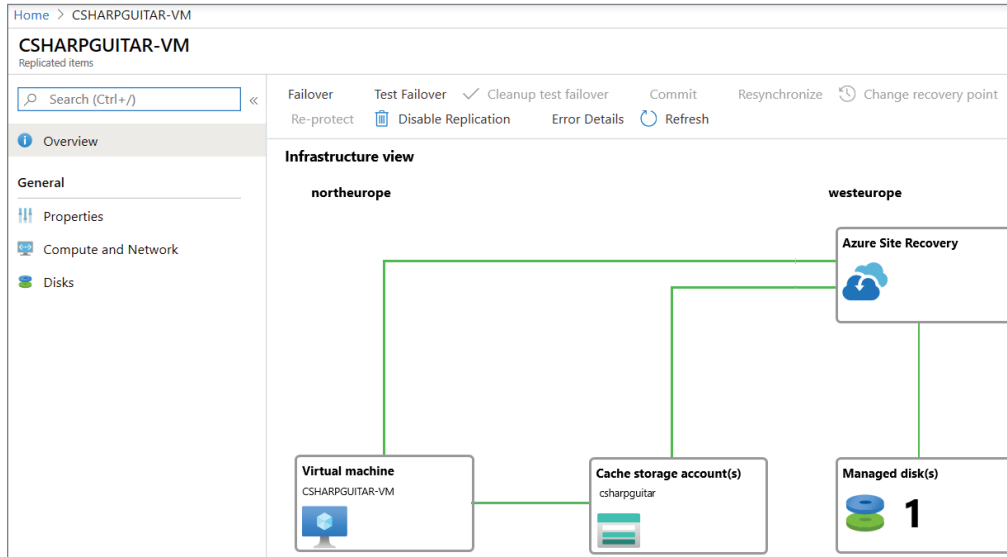 Home > CSHARPGUITAR-VM
CSHARPGUITAR-VM
Replicated items
Search (Ctrl+/)
«
Overview
General
Properties
Compute and Network
Disks
Failover Test Failover Cleanup test failover Commit Resynchronize Change recovery point
Re-protect Disable Replication Error Details Refresh
Infrastructure view
northeurope westeurope
Azure Site Recovery
Virtual machine
CSHARPGUITAR-VM
Cache storage account(s)
csharpguitar
Managed disk(s)
1